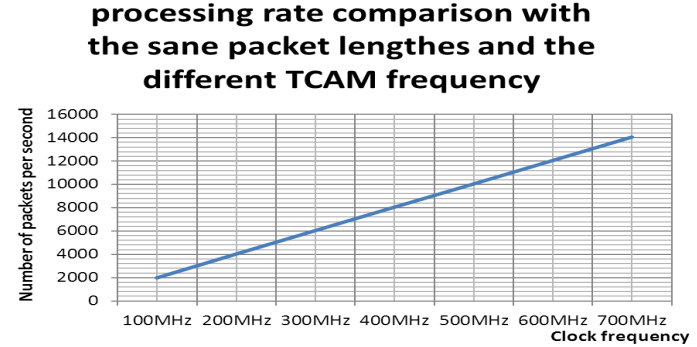 processing rate comparison with
the sane packet lengthes and the
different TCAM frequency
Number of packets per second
16000
14000
12000
10000
8000
6000
4000
2000
0
100MHz 200MHz 300MHz 400MHz 500MHz 600MHz 700MHz
Clock frequency